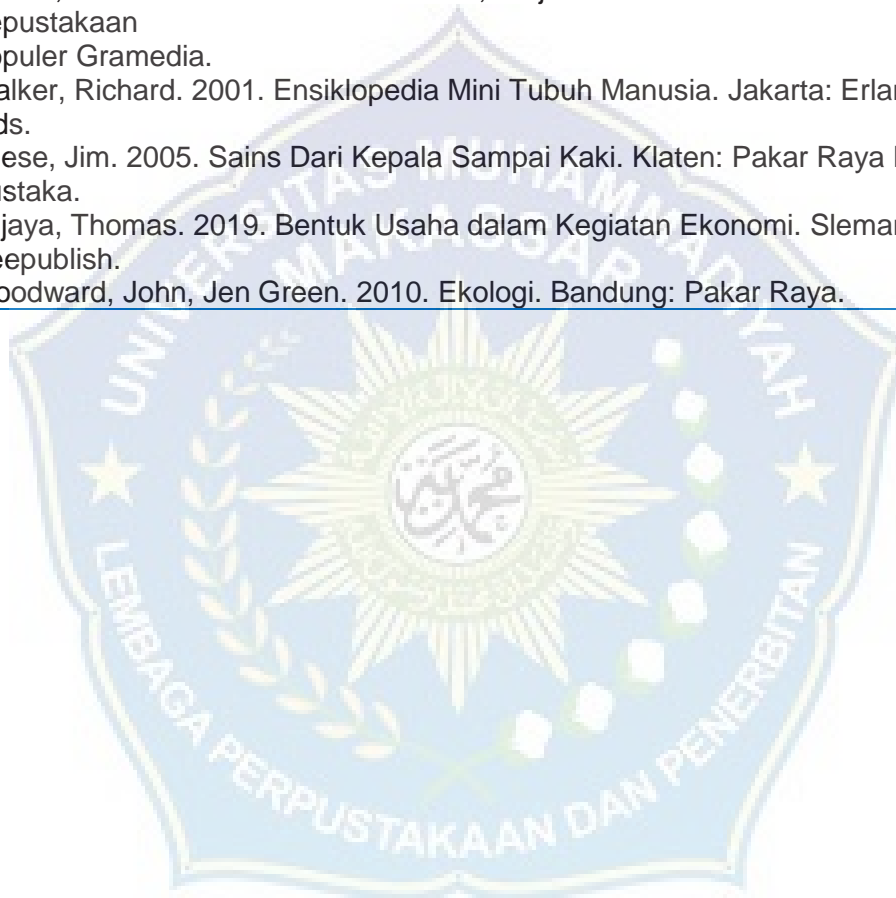 epustakaan
opuler Gramedia.
alker, Richard. 2001. Ensiklopedia Mini Tubuh Manusia. Jakarta: Erlan
ds.
iese, Jim. 2005. Sains Dari Kepala Sampai Kaki. Klaten: Pakar Raya
ustaka.
ijaya, Thomas. 2019. Bentuk Usaha dalam Kegiatan Ekonomi. Sleman
eepublish.
oodward, John, Jen Green. 2010. Ekologi. Bandung: Pakar Raya.
UNIVERSITAS MUHAMMADIYAH
MAKASSAR
LEMBAGA PERPUSTAKAAN DAN PENERBITAN